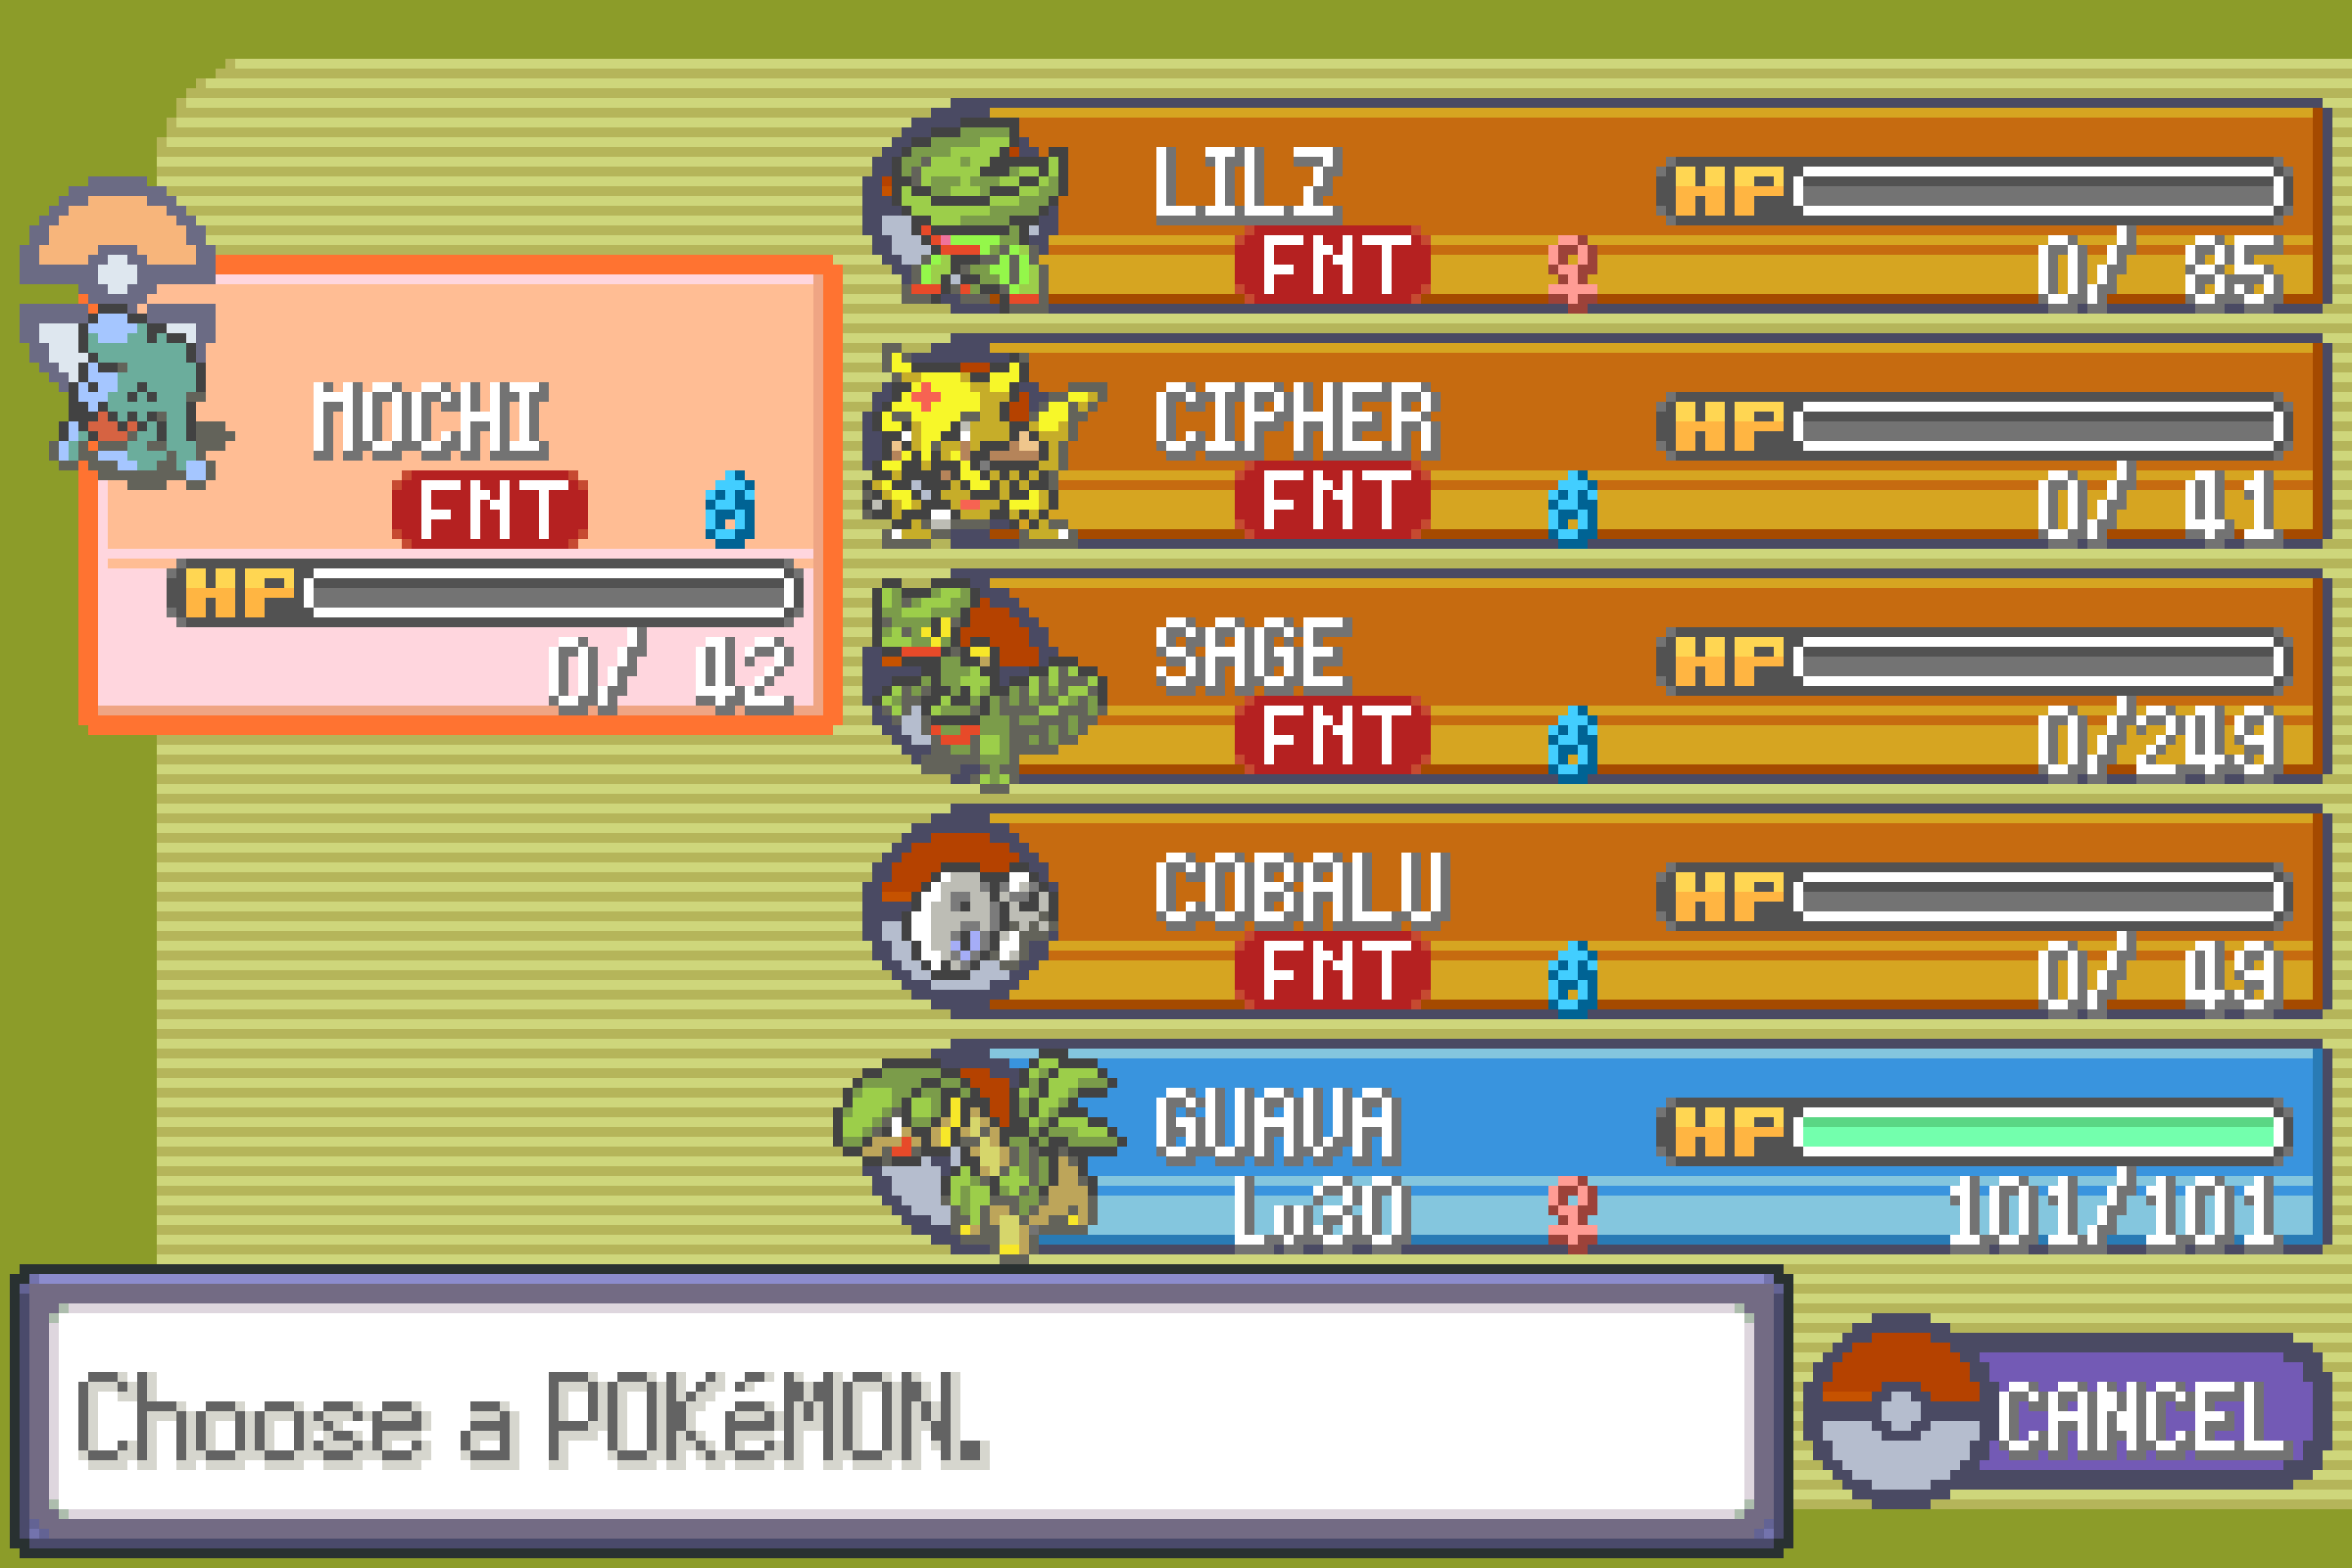 MOCHI
FNT ♂
HP
0/ 42
LILZ
HP
FNT ♀
0/ 85
CIPHER
HP
FNT ♂
0/ 41
SAGE
HP
FNT ♂
0/249
COBALU
HP
FNT ♂
0/ 49
GUAVA
HP
Lv30 ♀
101/101
Choose a POKéMON.
CANCEL